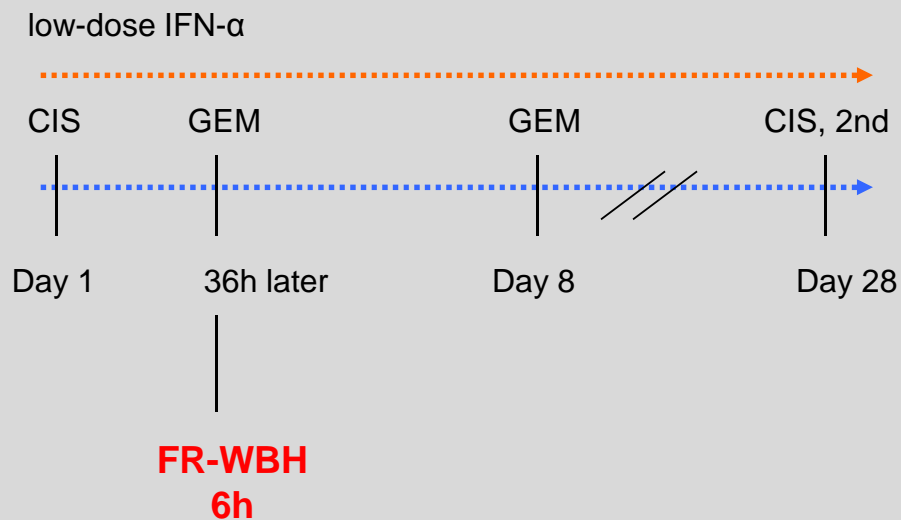 low-dose IFN-α
CIS GEM GEM CIS, 2nd
Day 1 36h later Day 8 Day 28
FR-WBH
6h